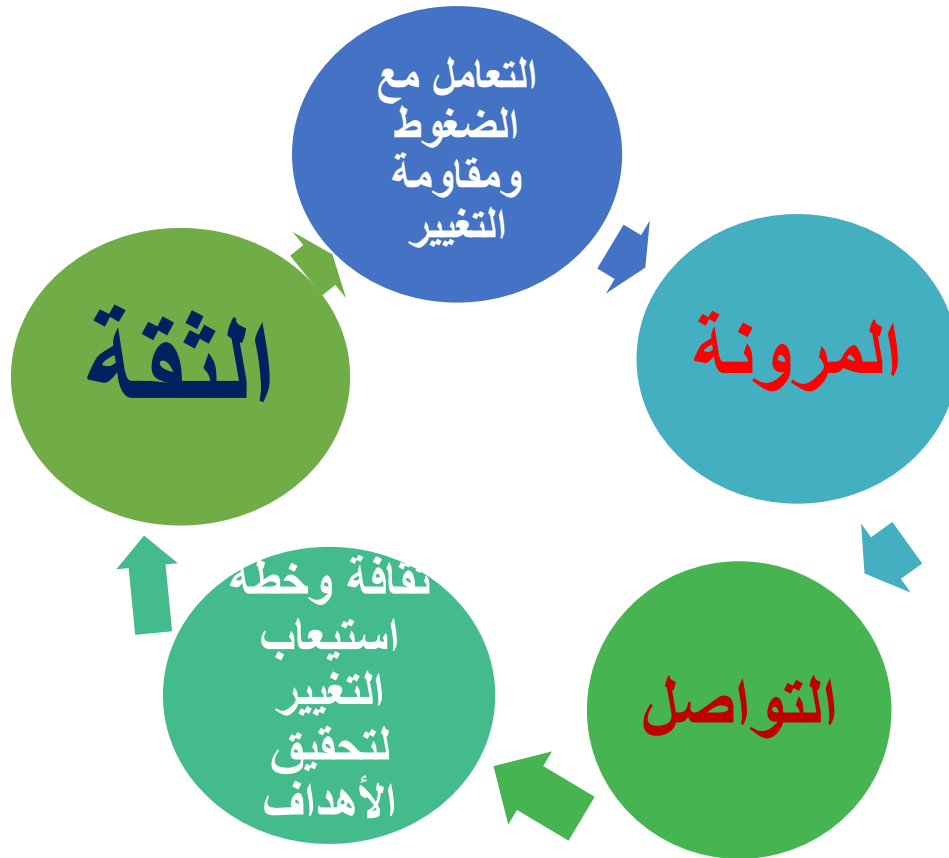 التعامل مع
الضغوط
ومقاومة
التغيير
المرونة
التواصل
ثقافة وخطة
استيعاب
التغيير
لتحقيق
الأهداف
الثقة